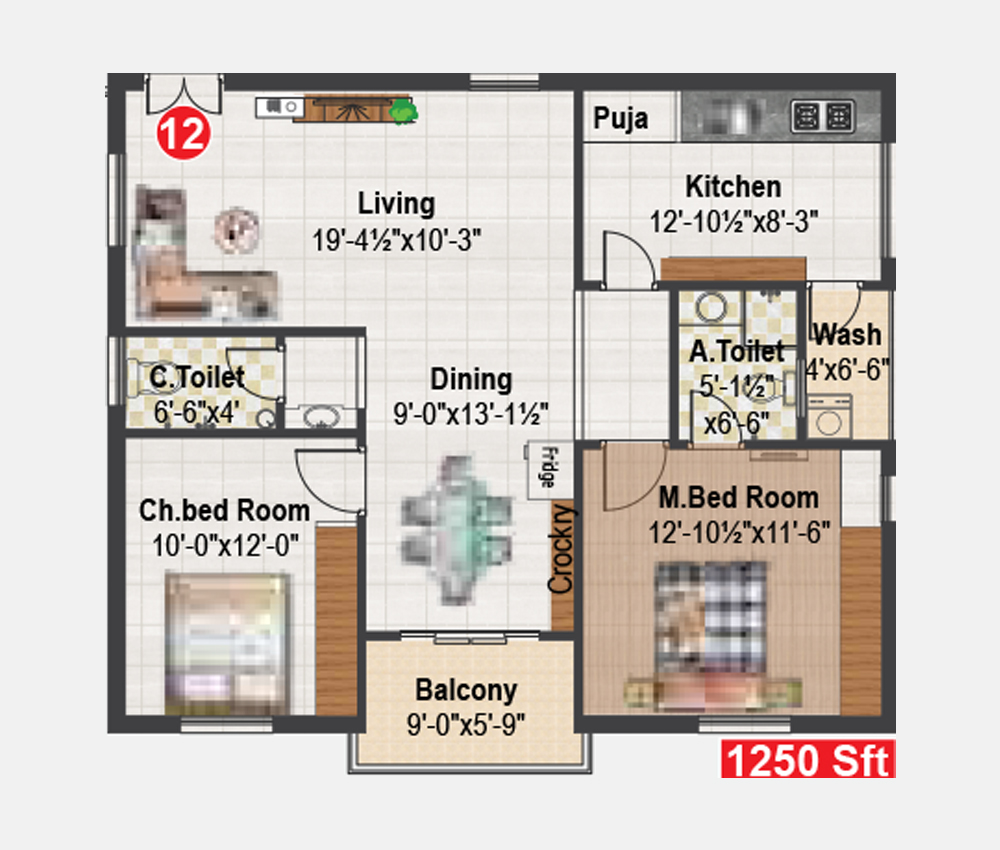 12
Puja
Living
19'-4½"x10'-3"
Kitchen
12'-10½"x8'-3"
C.Toilet
6'-6"x4'
Dining
9'-0"x13'-1½"
A.Toilet
5'-1½"
x6'-6"
Wash
4'x6'-6"
Fridge
Crockry
Ch.bed Room
10'-0"x12'-0"
M.Bed Room
12'-10½"x11'-6"
Balcony
9'-0"x5'-9"
1250 Sft